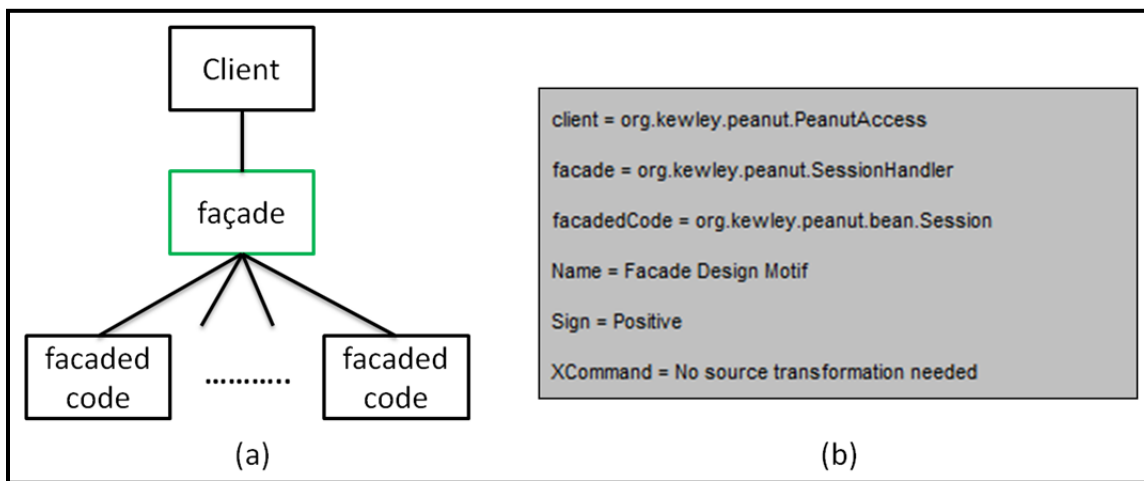 Client
façade
facaded
code
...........
facaded
code
(a)
client = org.kewley.peanut.PeanutAccess
facade = org.kewley.peanut.SessionHandler
facadedCode = org.kewley.peanut.bean.Session
Name = Facade Design Motif
Sign = Positive
XCommand = No source transformation needed
(b)